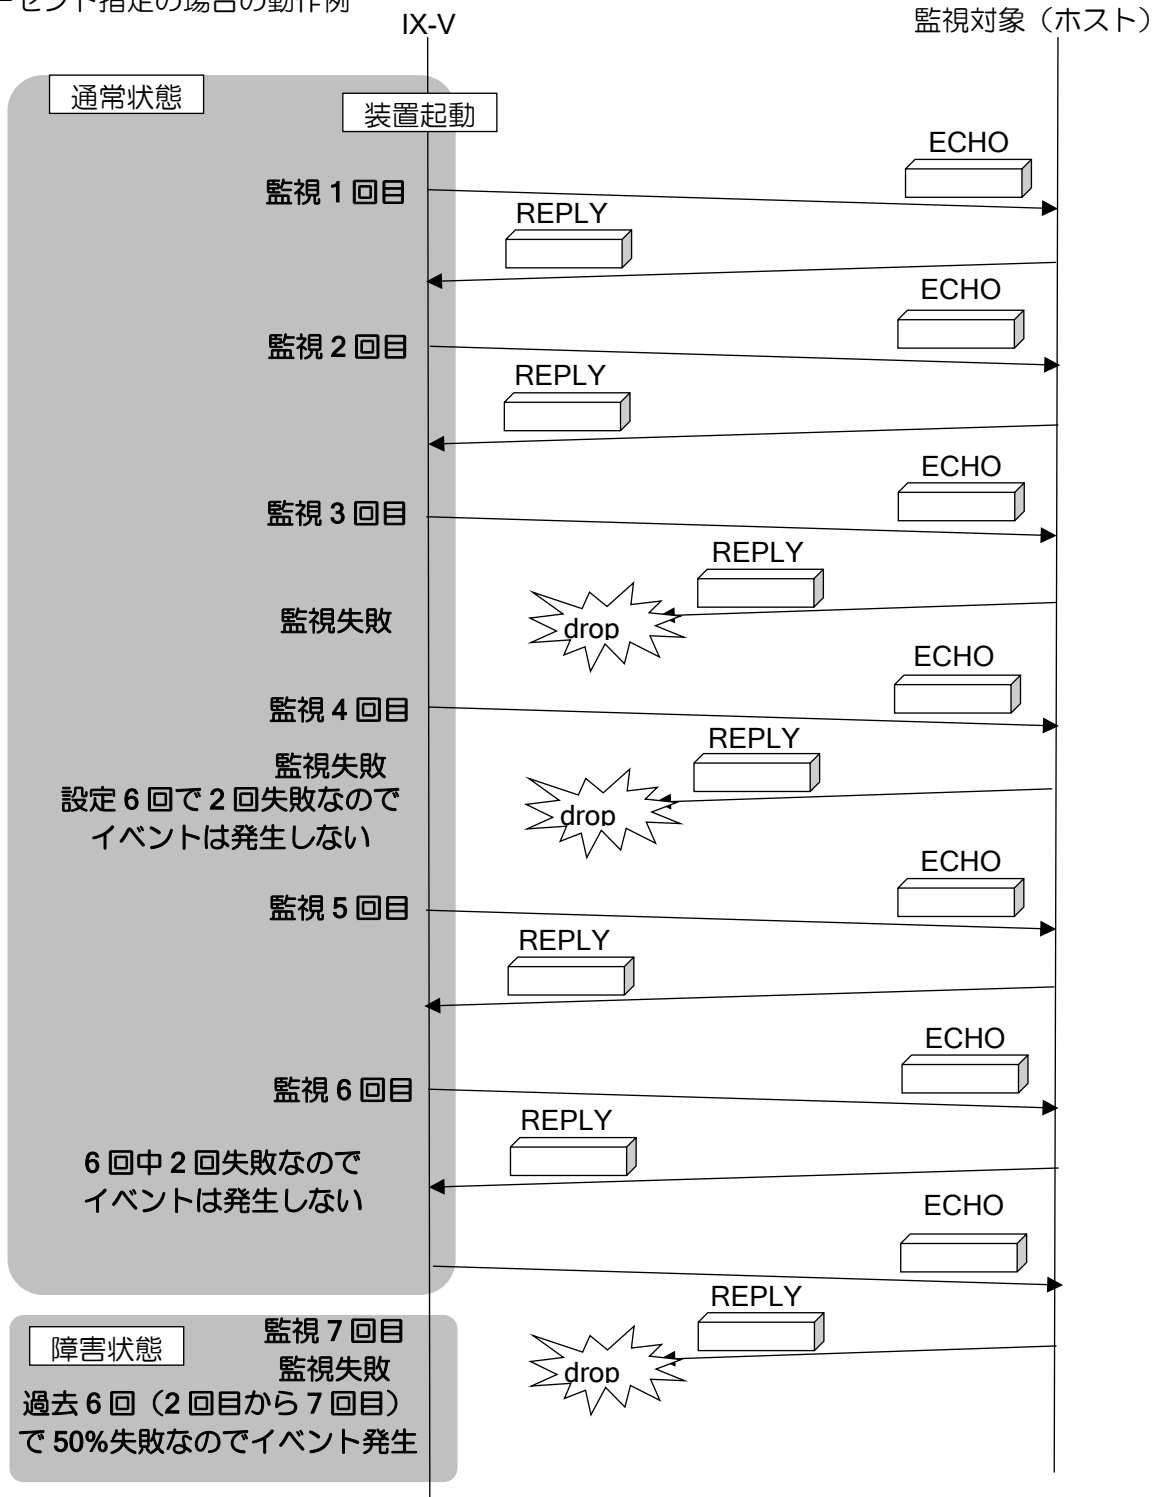 ーセント指定の場合の動作例
IX-V
監視対象（ホスト）
通常状態
装置起動
ECHO
監視 1 回目
REPLY
ECHO
監視 2 回目
REPLY
ECHO
監視 3 回目
REPLY
監視失敗
drop
ECHO
監視 4 回目
REPLY
監視失敗
設定 6 回で 2 回失敗なので
イベントは発生しない
drop
ECHO
監視 5 回目
REPLY
ECHO
監視 6 回目
REPLY
6 回中 2 回失敗なので
イベントは発生しない
ECHO
REPLY
監視 7 回目
障害状態
監視失敗
drop
過去 6 回（2 回目から 7 回目）
で 50%失敗なのでイベント発生